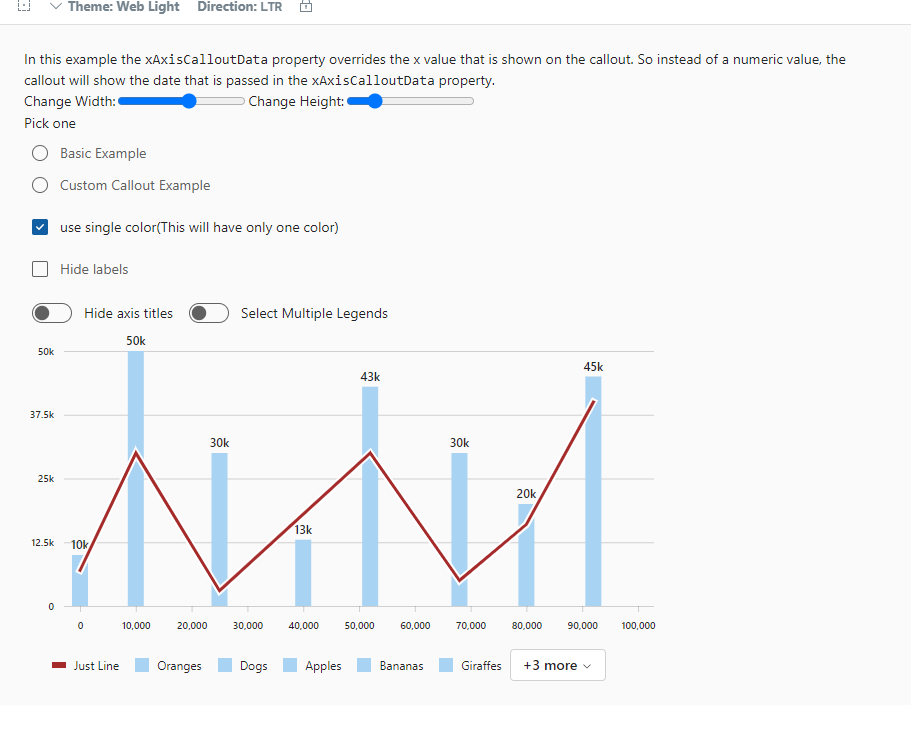 Theme: Web Light Direction: LTR
In this example the xAxisCalloutData property overrides the x value that is shown on the callout. So instead of a numeric value, the
callout will show the date that is passed in the xAxisCalloutData property.
Change Width: Change Height:
Pick one
Basic Example
Custom Callout Example
use single color(This will have only one color)
Hide labels
Hide axis titles Select Multiple Legends
50k
50k
45k
43k
37.5k
30k 30k
25k
20k
13k
12.5k 10k
0
0 10,000 20,000 30,000 40,000 50,000 60,000 70,000 80,000 90,000 100,000
Just Line Oranges Dogs Apples Bananas Giraffes +3 more